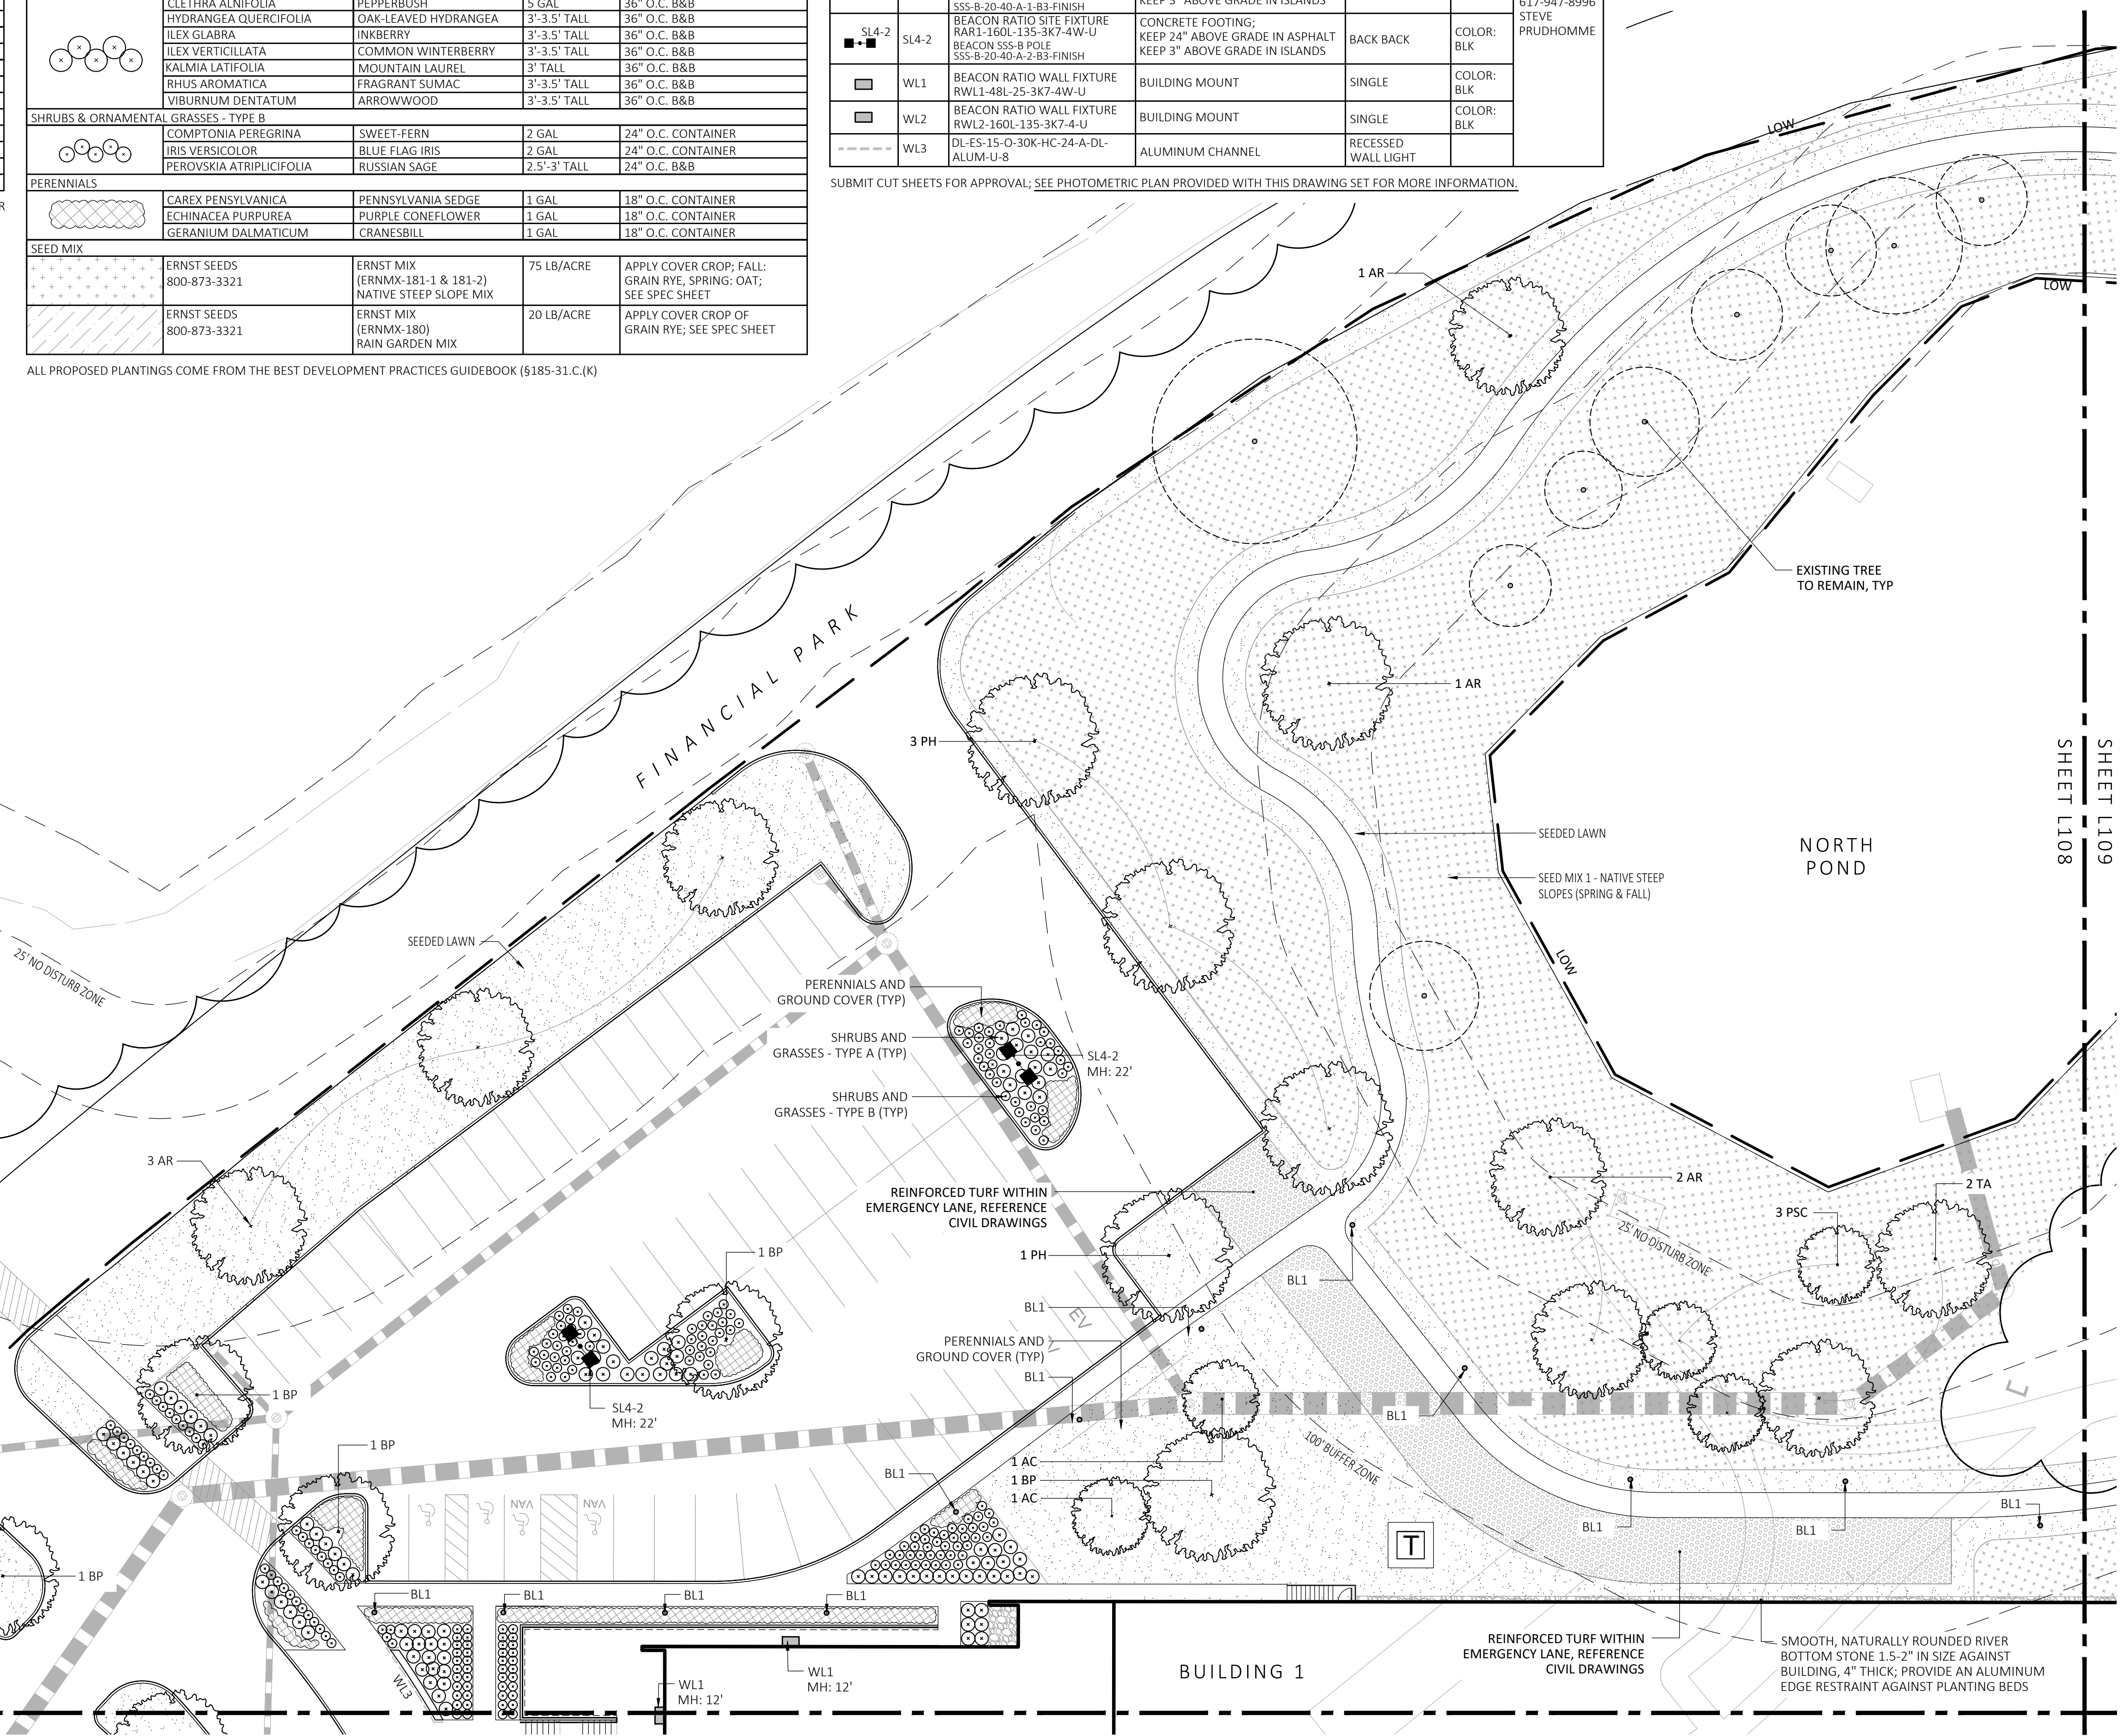 CLETHRA ALNIFOLIA PEPPERBUSH 5 GAL 36" O.C. B&B
HYDRANGEA QUERCIFOLIA OAK-LEAVED HYDRANGEA 3'-3.5' TALL 36" O.C. B&B
ILEX GLABRA INKBERRY 3'-3.5' TALL 36" O.C. B&B
ILEX VERTICILLATA COMMON WINTERBERRY 3'-3.5' TALL 36" O.C. B&B
KALMIA LATIFOLIA MOUNTAIN LAUREL 3' TALL 36" O.C. B&B
RHUS AROMATICA FRAGRANT SUMAC 3'-3.5' TALL 36" O.C. B&B
VIBURNUM DENTATUM ARROWWOOD 3'-3.5' TALL 36" O.C. B&B
SHRUBS & ORNAMENTAL GRASSES - TYPE B
COMPTONIA PEREGRINA SWEET-FERN 2 GAL 24" O.C. CONTAINER
IRIS VERSICOLOR BLUE FLAG IRIS 2 GAL 24" O.C. CONTAINER
PEROVSKIA ATRIPLICIFOLIA RUSSIAN SAGE 2.5'-3' TALL 24" O.C. B&B
PERENNIALS
CAREX PENSYLVANICA PENNSYLVANIA SEDGE 1 GAL 18" O.C. CONTAINER
ECHINACEA PURPUREA PURPLE CONEFLOWER 1 GAL 18" O.C. CONTAINER
GERANIUM DALMATICUM CRANESBILL 1 GAL 18" O.C. CONTAINER
SEED MIX
ERNST SEEDS
800-873-3321
ERNST MIX
(ERNMX-181-1 & 181-2)
NATIVE STEEP SLOPE MIX
75 LB/ACRE
APPLY COVER CROP; FALL:
GRAIN RYE, SPRING: OAT;
SEE SPEC SHEET
ERNST SEEDS
800-873-3321
ERNST MIX
(ERNMX-180)
RAIN GARDEN MIX
20 LB/ACRE
APPLY COVER CROP OF
GRAIN RYE; SEE SPEC SHEET
ALL PROPOSED PLANTINGS COME FROM THE BEST DEVELOPMENT PRACTICES GUIDEBOOK (§185-31.C.(K)
R
SSS-B-20-40-A-1-B3-FINISH
KEEP 3" ABOVE GRADE IN ISLANDS
617-947-8996
STEVE
PRUDHOMME
SL4-2
SL4-2
BEACON RATIO SITE FIXTURE
RAR1-160L-135-3K7-4W-U
BEACON SSS-B POLE
SSS-B-20-40-A-2-B3-FINISH
CONCRETE FOOTING;
KEEP 24" ABOVE GRADE IN ASPHALT
KEEP 3" ABOVE GRADE IN ISLANDS
BACK BACK
COLOR:
BLK
WL1
BEACON RATIO WALL FIXTURE
RWL1-48L-25-3K7-4W-U
BUILDING MOUNT
SINGLE
COLOR:
BLK
WL2
BEACON RATIO WALL FIXTURE
RWL2-160L-135-3K7-4-U
BUILDING MOUNT
SINGLE
COLOR:
BLK
WL3
DL-ES-15-O-30K-HC-24-A-DL-
ALUM-U-8
ALUMINUM CHANNEL
RECESSED
WALL LIGHT
SUBMIT CUT SHEETS FOR APPROVAL; SEE PHOTOMETRIC PLAN PROVIDED WITH THIS DRAWING SET FOR MORE INFORMATION.
LOW
LOW
1 AR
EXISTING TREE
TO REMAIN, TYP
FINANCIAL PARK
1 AR
3 PH
SHEET L108
SHEET L109
SEEDED LAWN
NORTH
POND
SEED MIX 1 - NATIVE STEEP
SLOPES (SPRING & FALL)
SEEDED LAWN
25' NO DISTURB ZONE
LOW
PERENNIALS AND
GROUND COVER (TYP)
SHRUBS AND
GRASSES - TYPE A (TYP)
SL4-2
MH: 22'
SHRUBS AND
GRASSES - TYPE B (TYP)
3 AR
REINFORCED TURF WITHIN
EMERGENCY LANE, REFERENCE
CIVIL DRAWINGS
2 AR
2 TA
3 PSC
25' NO DISTURB ZONE
1 BP
1 PH
BL1
BL1
EV
PERENNIALS AND
GROUND COVER (TYP)
BL1
1 BP
SL4-2
MH: 22'
BL1
1 BP
100' BUFFER ZONE
1 AC
1 BP
1 AC
BL1
VAN
VAN
BL1
BL1
BL1
T
1 BP
BL1
BL1
BL1
BL1
WL3
WL1
MH: 12'
WL1
MH: 12'
BUILDING 1
REINFORCED TURF WITHIN
EMERGENCY LANE, REFERENCE
CIVIL DRAWINGS
SMOOTH, NATURALLY ROUNDED RIVER
BOTTOM STONE 1.5-2" IN SIZE AGAINST
BUILDING, 4" THICK; PROVIDE AN ALUMINUM
EDGE RESTRAINT AGAINST PLANTING BEDS